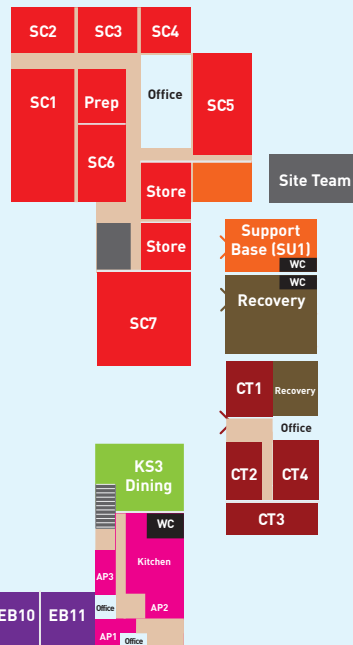 SC2
SC3
SC4
SC1
Prep
Office
SC5
SC6
Store
Site Team
Store
Support
Base (SU1)
WC
WC
Recovery
SC7
CT1
Recovery
Office
CT2
CT4
CT3
KS3
Dining
WC
Kitchen
AP3
Office
AP2
EB10
EB11
AP1
Office